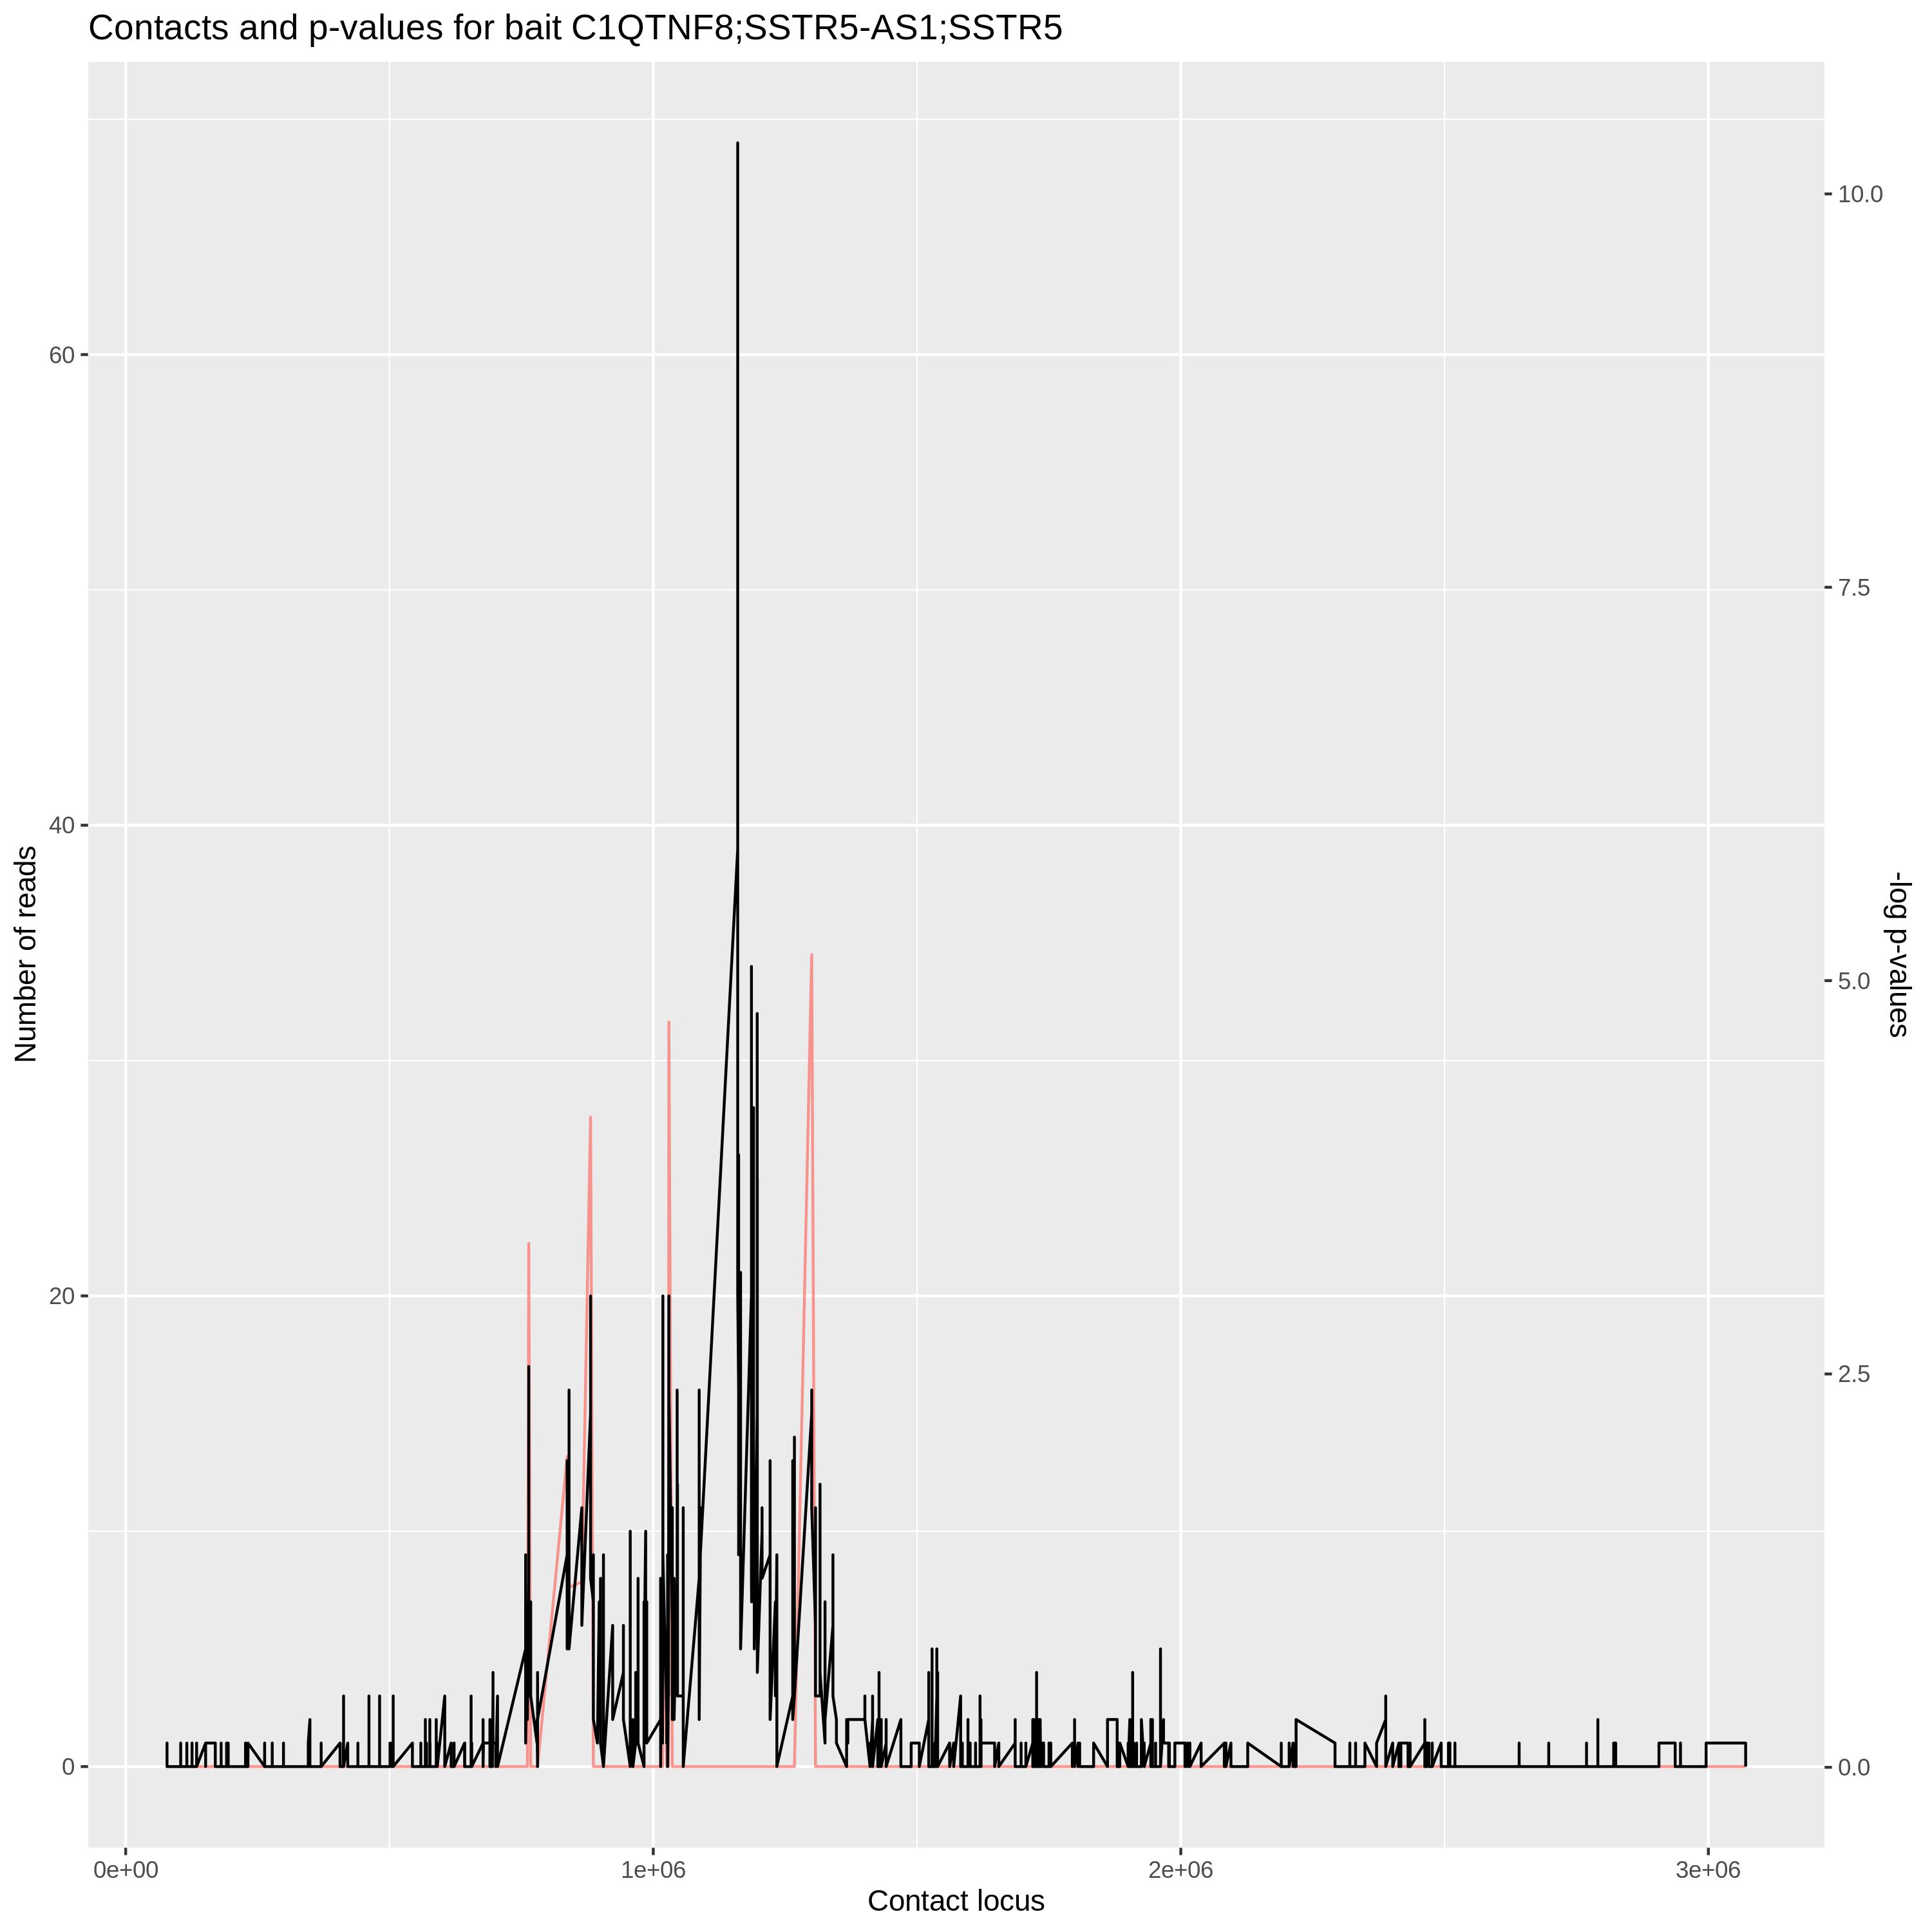 Contacts and p-values for bait C1QTNF8;SSTR5-AS1;SSTR5
Number of reads
60
40
20
0
10.0
7.5
5.0
2.5
0.0
-log p-values
0e+00
1e+06
2e+06
3e+06
Contact locus